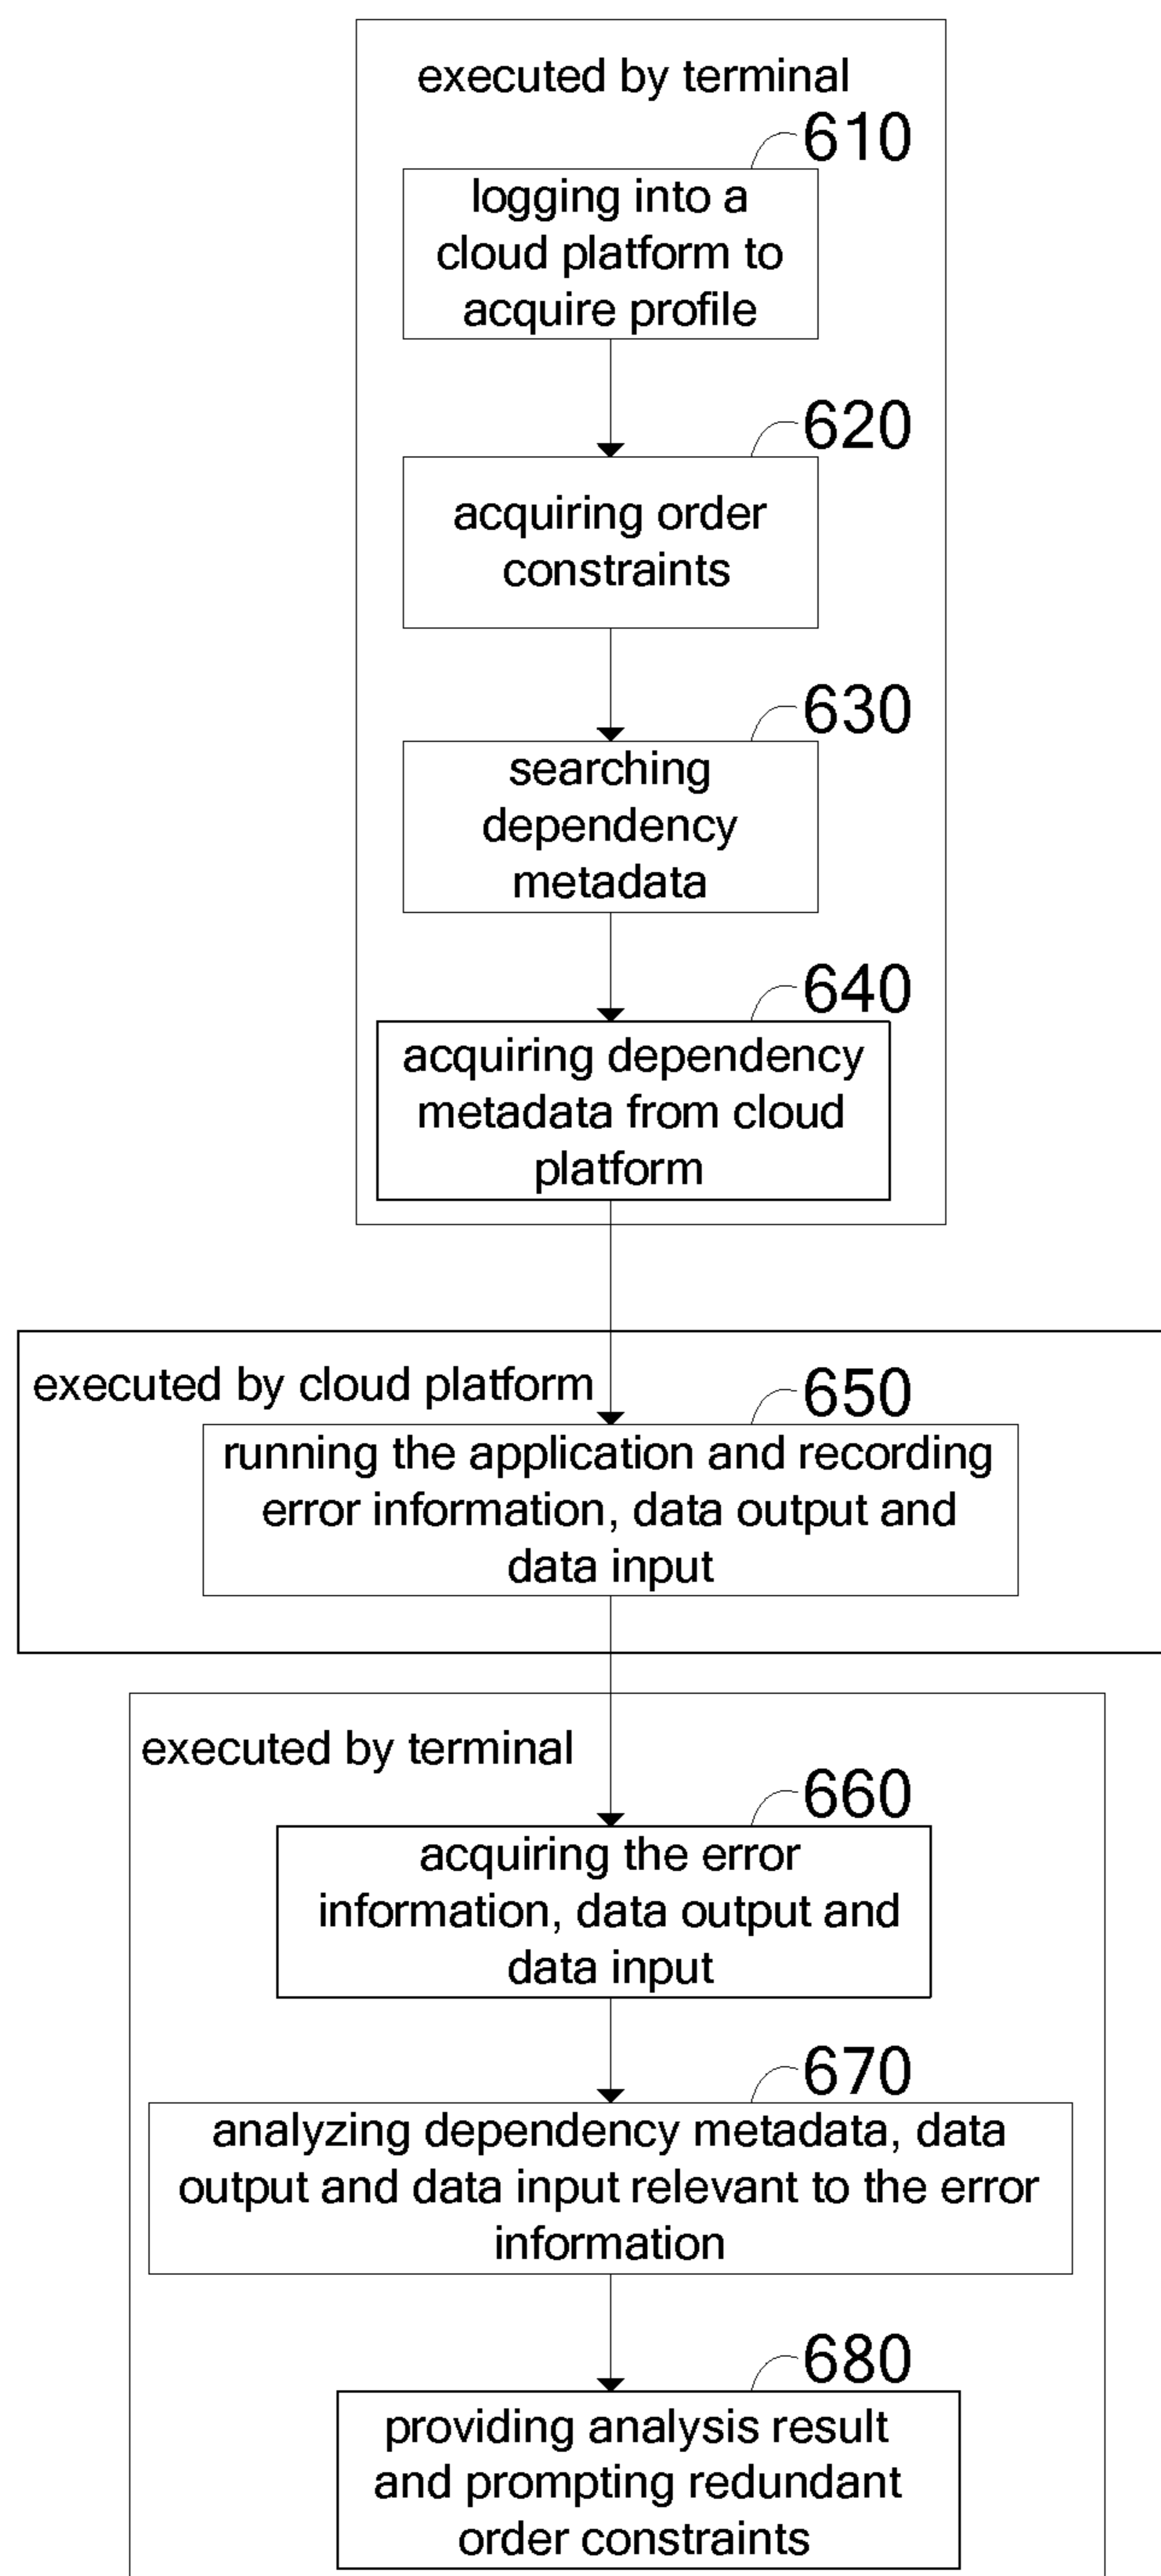 executed by terminal
610
logging into a
cloud platform to
acquire profile
620
acquiring order
constraints
630
searching
dependency
metadata
640
acquiring dependency
metadata from cloud
platform
executed by cloud platform
650
running the application and recording
error information, data output and
data input
executed by terminal
660
acquiring the error
information, data output and
data input
670
analyzing dependency metadata, data
output and data input relevant to the error
information
680
providing analysis result
and prompting redundant
order constraints